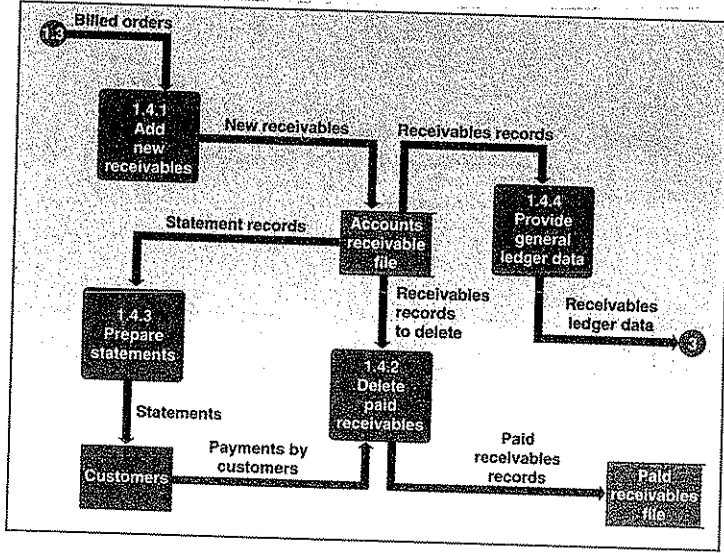 Billed orders
1.3
1.4.1
Add
new
receivables
New receivables
Receivables records
1.4.4
Provide
general
ledger data
Statement records
Accounts
receivable
file
Receivables
records
to delete
Receivables
ledger data
3
1.4.3
Prepare
statements
1.4.2
Delete
paid
receivables
Statements
Payments by
customers
Customers
Paid
receivables
records
Paid
receivables
file